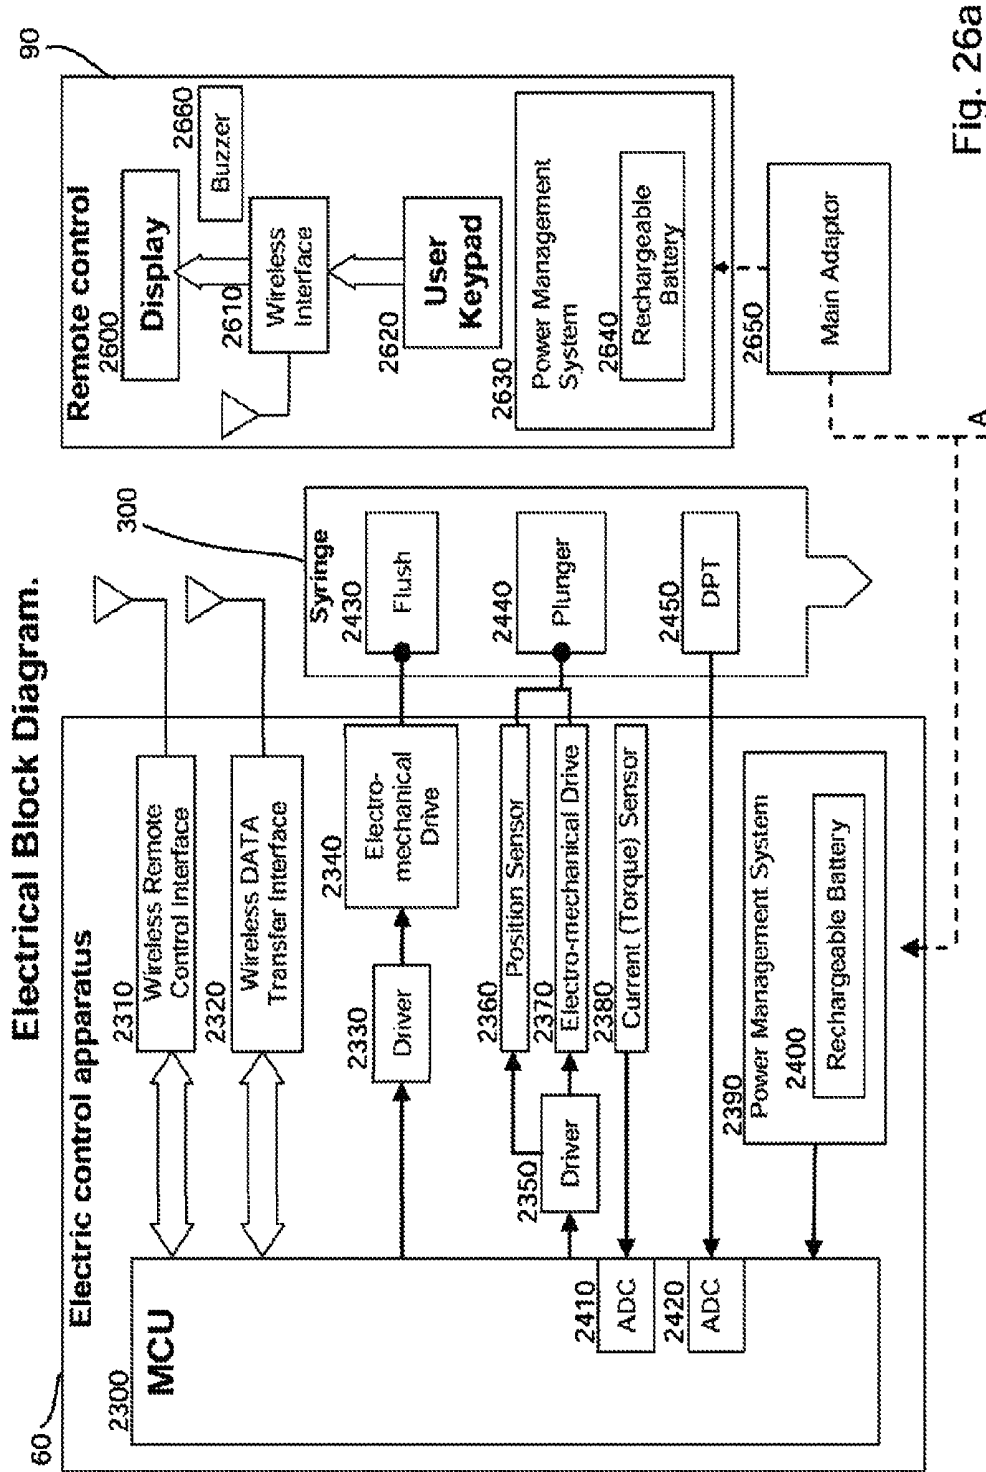 Electrical Block Diagram.
60
Electric control apparatus
2300
MCU
2310
Wireless Remote
Control Interface
2320
Wireless DATA
Transfer Interface
2330
Driver
2340
Electro-
mechanical
Drive
2350
Driver
2360
Position Sensor
2370
Electro-mechanical Drive
2380
Current (Torque) Sensor
2410
ADC
2420
ADC
2390
Power Management System
2400
Rechargeable Battery
300
Syringe
2430
Flush
2440
Plunger
2450
DPT
90
Remote control
2600
Display
2660
Buzzer
2610
Wireless
Interface
2620
User
Keypad
2630
Power Management
System
2640
Rechargeable
Battery
2650
Main Adaptor
A
Fig. 26a